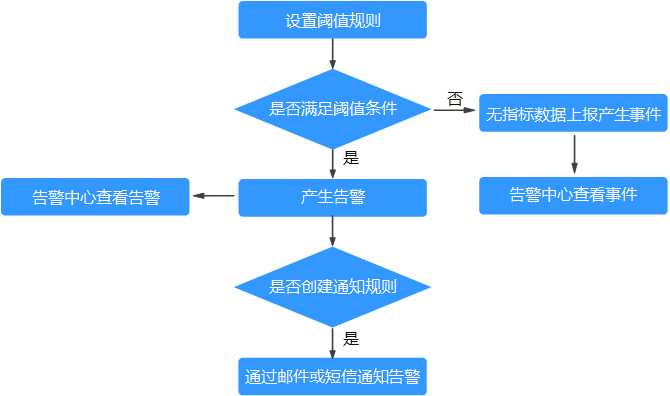 设置阈值规则
是否满足阈值条件
否
无指标数据上报产生事件
是
告警中心查看告警
产生告警
告警中心查看事件
是否创建通知规则
是
通过邮件或短信通知告警